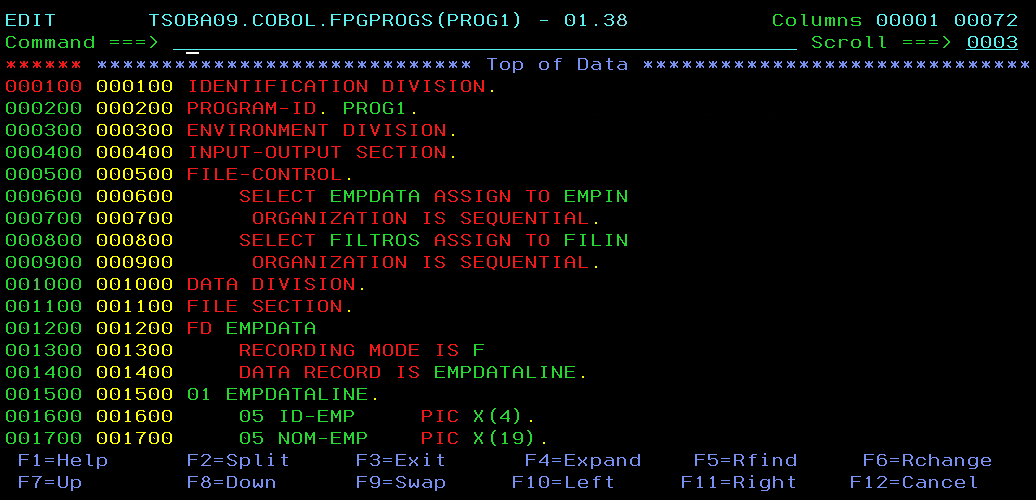 EDIT       TSOBA09.COBOL.FPGPROGS(PROG1) - 01.38           Columns 00001 00072
Command ===>                                                  Scroll ===> 0003
****** ***************************** Top of Data ******************************
000100 000100 IDENTIFICATION DIVISION.
000200 000200 PROGRAM-ID. PROG1.
000300 000300 ENVIRONMENT DIVISION.
000400 000400 INPUT-OUTPUT SECTION.
000500 000500 FILE-CONTROL.
000600 000600     SELECT EMPDATA ASSIGN TO EMPIN
000700 000700      ORGANIZATION IS SEQUENTIAL.
000800 000800     SELECT FILTROS ASSIGN TO FILIN
000900 000900      ORGANIZATION IS SEQUENTIAL.
001000 001000 DATA DIVISION.
001100 001100 FILE SECTION.
001200 001200 FD EMPDATA
001300 001300     RECORDING MODE IS F
001400 001400     DATA RECORD IS EMPDATALINE.
001500 001500 01 EMPDATALINE.
001600 001600     05 ID-EMP     PIC X(4).
001700 001700     05 NOM-EMP    PIC X(19).
 F1=Help      F2=Split     F3=Exit      F4=Expand    F5=Rfind     F6=Rchange
 F7=Up        F8=Down      F9=Swap     F10=Left     F11=Right    F12=Cancel